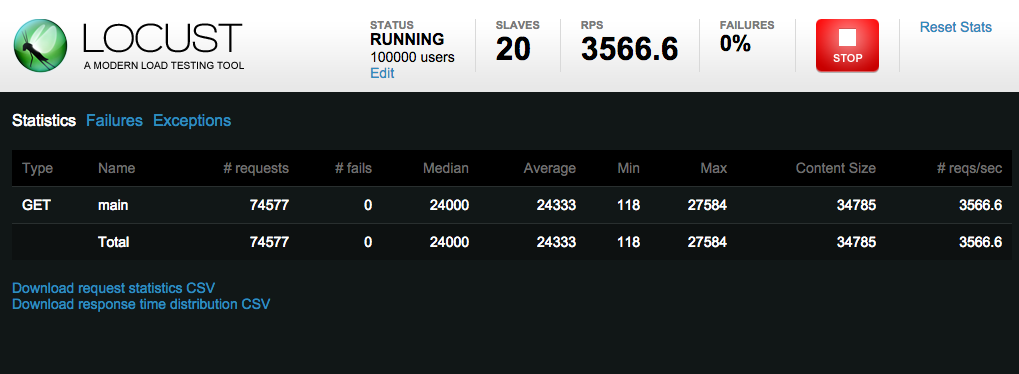 LOCUST
A MODERN LOAD TESTING TOOL
STATUS
RUNNING
100000 users
Edit
SLAVES
20
RPS
3566.6
FAILURES
0%
STOP
Reset Stats
Statistics Failures Exceptions
Type Name # requests # fails Median Average Min Max Content Size # reqs/sec
GET main 74577 0 24000 24333 118 27584 34785 3566.6
Total 74577 0 24000 24333 118 27584 34785 3566.6
Download request statistics CSV
Download response time distribution CSV